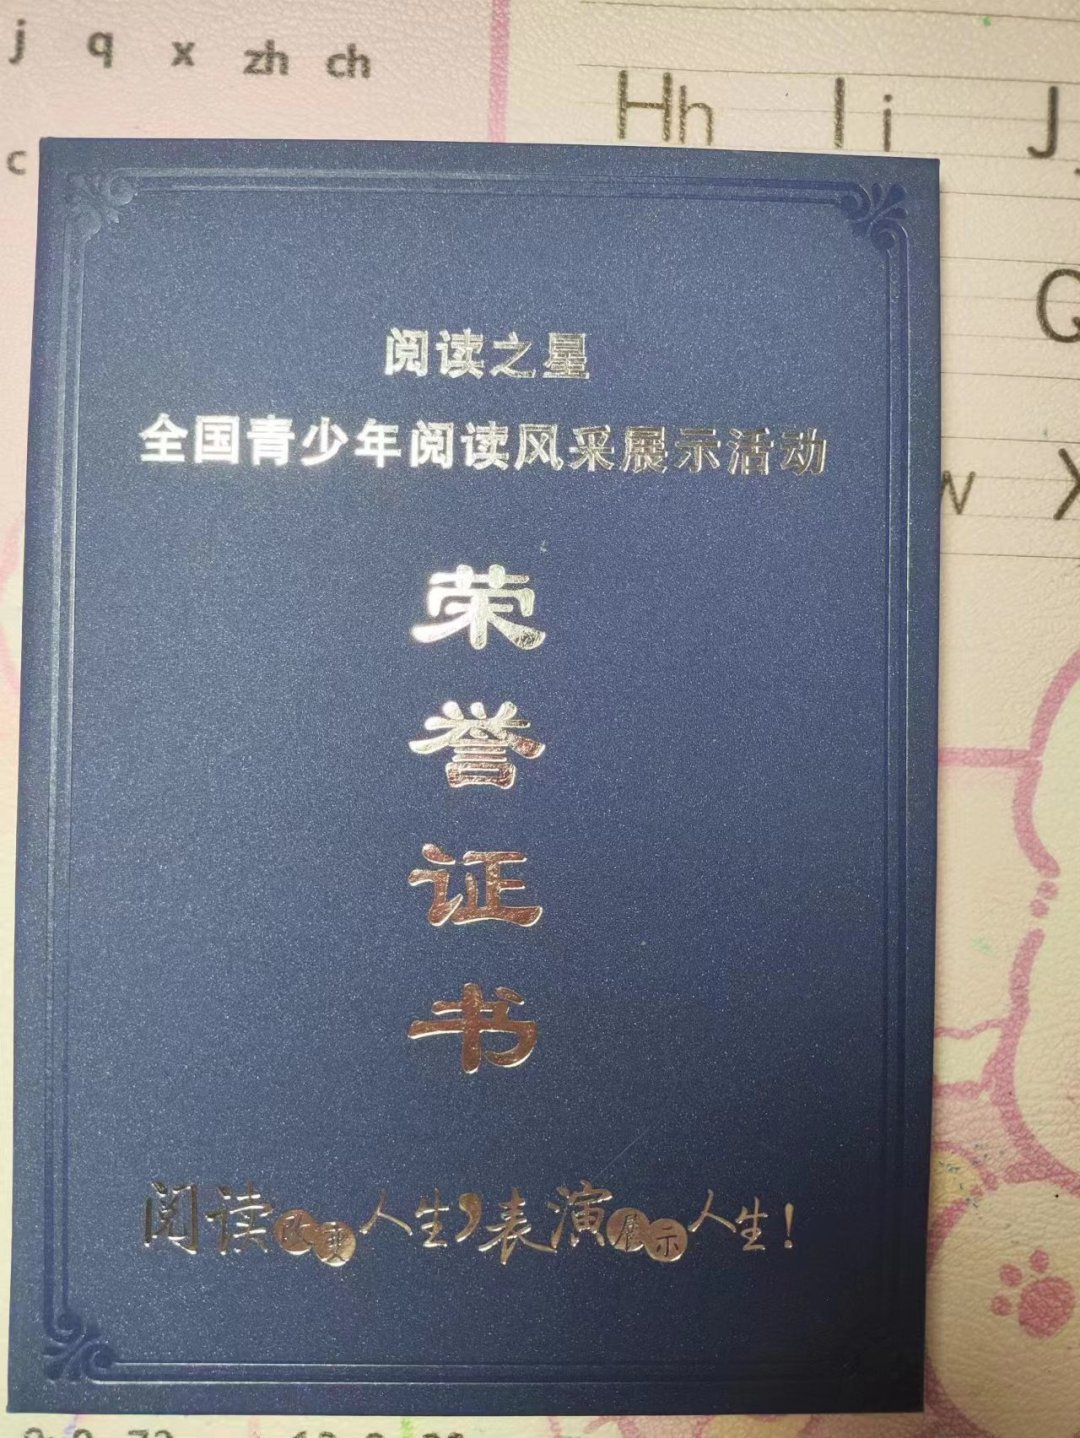 j q x zh ch
Hh Ii J
c
阅读之星
Q
全国青少年阅读风采展示活动
w X
荣
誉
证
书
阅读改变人生，表演展示人生！